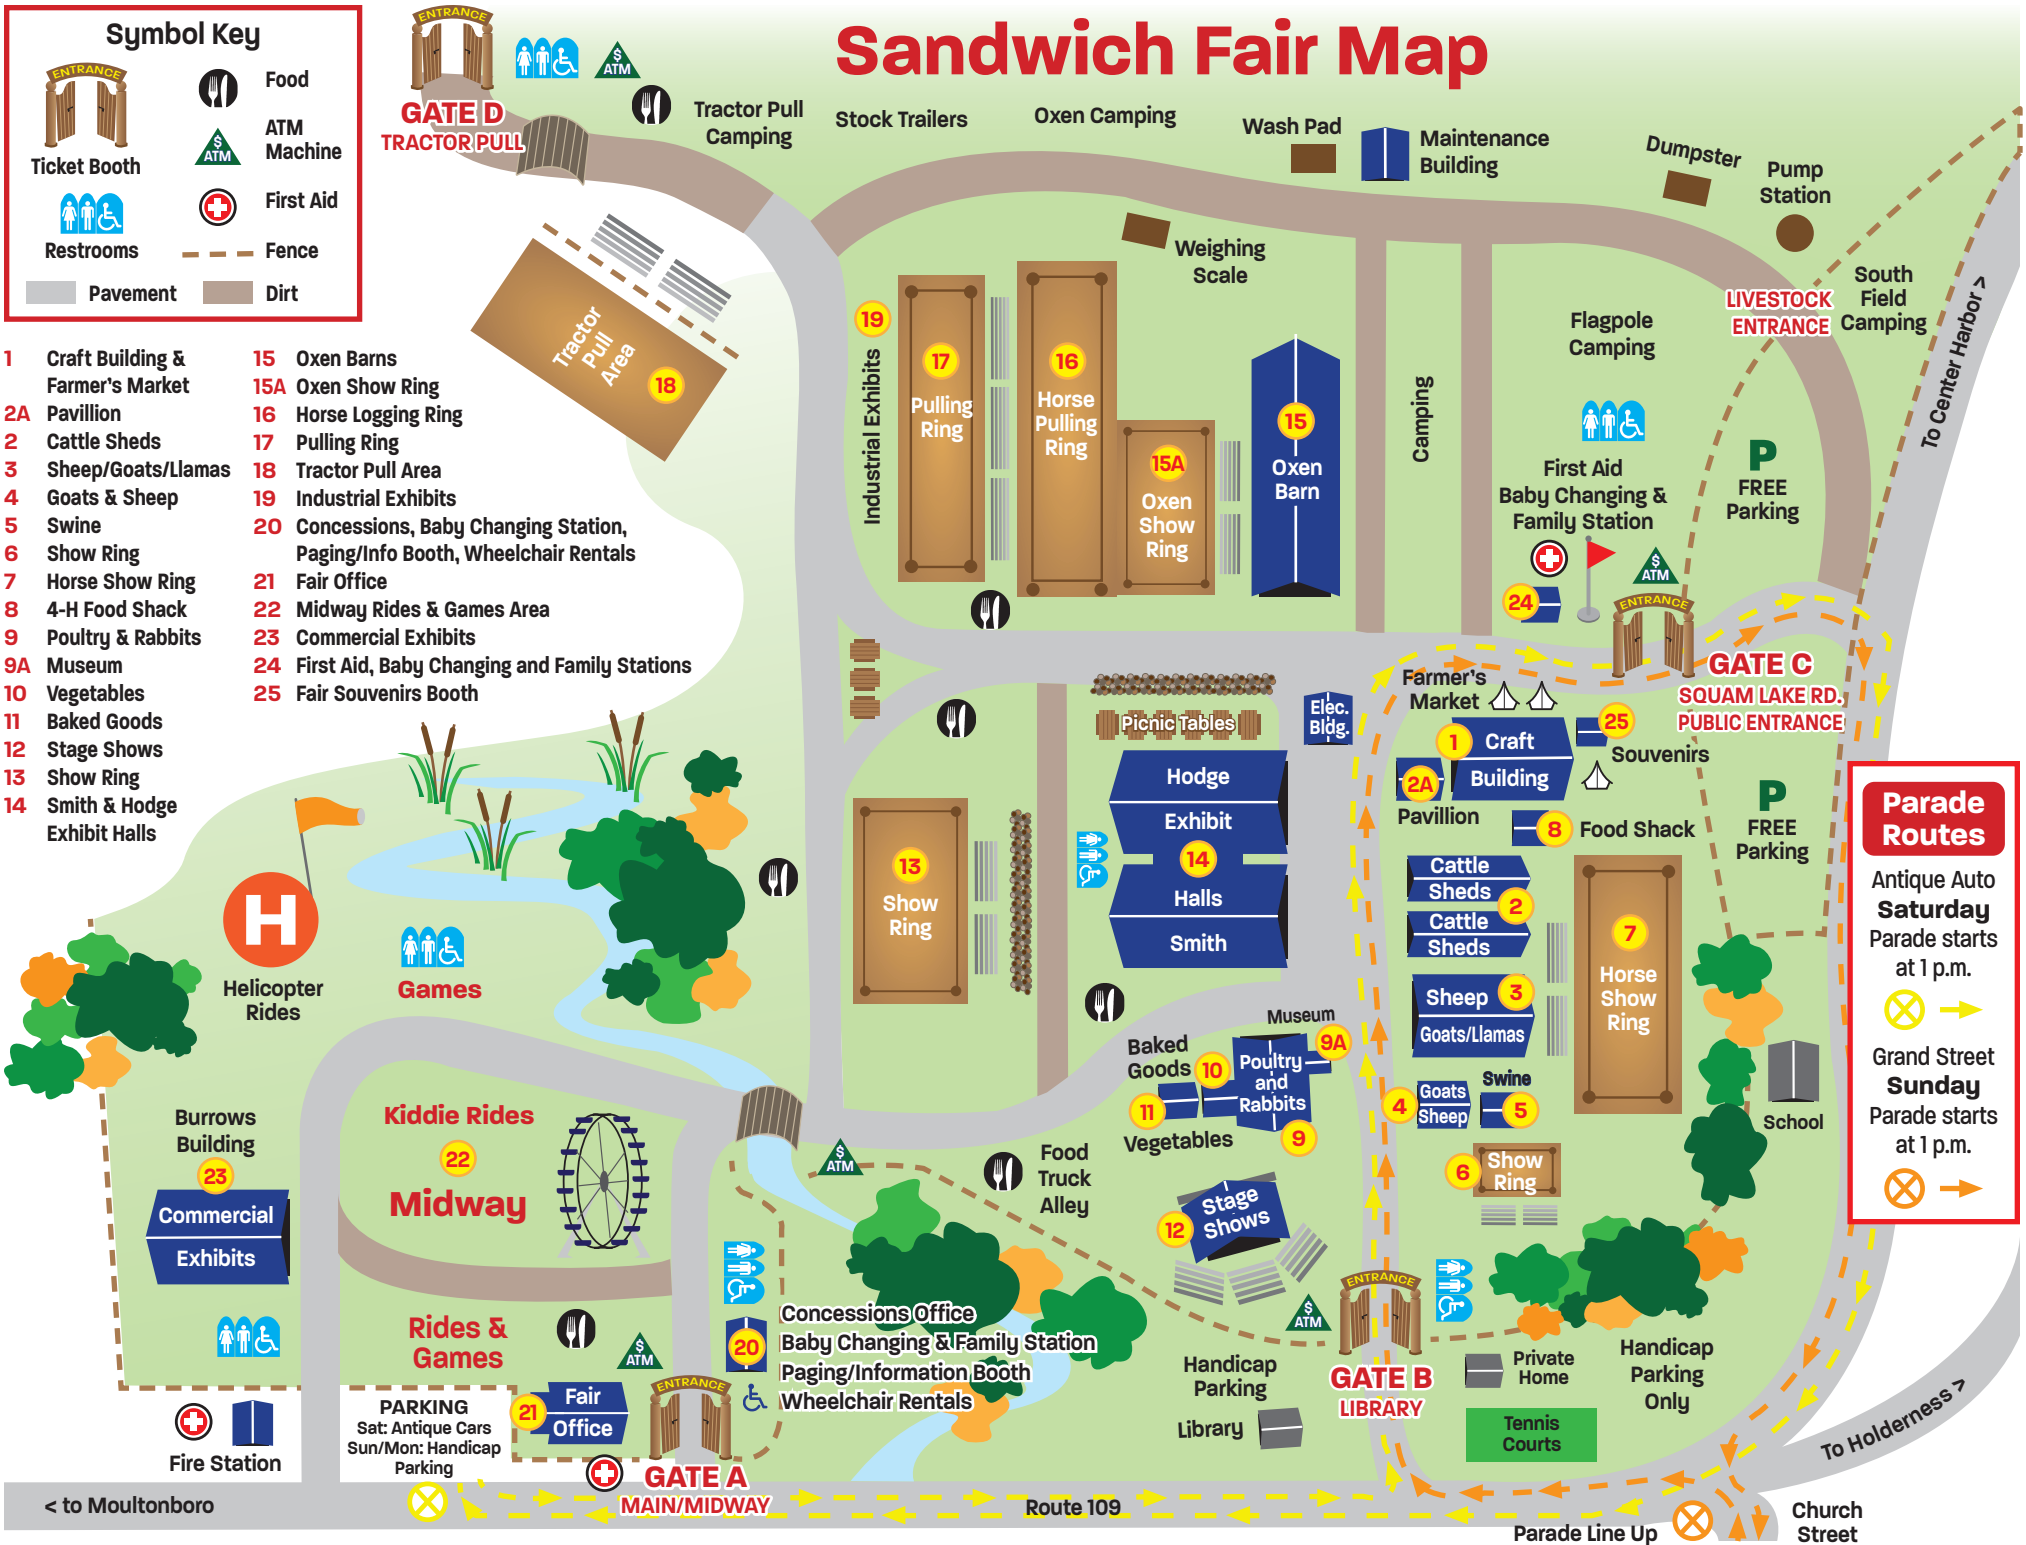 Sandwich Fair Map
Symbol Key
ENTRANCE
Ticket Booth
Food
$
ATM
ATM
Machine
First Aid
Restrooms
Fence
Pavement
Dirt
1 Craft Building &
Farmer's Market
2A Pavillion
2 Cattle Sheds
3 Sheep/Goats/Llamas
4 Goats & Sheep
5 Swine
6 Show Ring
7 Horse Show Ring
8 4-H Food Shack
9 Poultry & Rabbits
9A Museum
10 Vegetables
11 Baked Goods
12 Stage Shows
13 Show Ring
14 Smith & Hodge
Exhibit Halls
15 Oxen Barns
15A Oxen Show Ring
16 Horse Logging Ring
17 Pulling Ring
18 Tractor Pull Area
19 Industrial Exhibits
20 Concessions, Baby Changing Station,
Paging/Info Booth, Wheelchair Rentals
21 Fair Office
22 Midway Rides & Games Area
23 Commercial Exhibits
24 First Aid, Baby Changing and Family Stations
25 Fair Souvenirs Booth
ENTRANCE
GATE D
TRACTOR PULL
$
ATM
Tractor Pull
Camping
Stock Trailers
Oxen Camping
Wash Pad
Maintenance
Building
Dumpster
Pump
Station
Weighing
Scale
South
Field
Camping
LIVESTOCK
ENTRANCE
To Center Harbor >
Tractor
Pull
Area
18
19
Industrial Exhibits
17
Pulling
Ring
16
Horse
Pulling
Ring
15A
Oxen
Show
Ring
15
Oxen
Barn
Camping
Flagpole
Camping
First Aid
Baby Changing &
Family Station
24
$
ATM
P
FREE
Parking
ENTRANCE
GATE C
SQUAM LAKE RD.
PUBLIC ENTRANCE
Farmer's
Market
Picnic Tables
Elec.
Bldg.
1
Craft
Building
25
Souvenirs
2A
Pavillion
8
Food Shack
P
FREE
Parking
Hodge
Exhibit
14
Halls
Smith
13
Show
Ring
Cattle
Sheds
2
Cattle
Sheds
Sheep
3
Goats/Llamas
7
Horse
Show
Ring
Parade
Routes
Antique Auto
Saturday
Parade starts
at 1 p.m.
Grand Street
Sunday
Parade starts
at 1 p.m.
H
Helicopter
Rides
Games
Museum
9A
Baked
Goods
10
Poultry
and
Rabbits
11
Vegetables
9
4
Goats
Sheep
Swine
5
6
Show
Ring
School
Burrows
Building
23
Commercial
Exhibits
Kiddie Rides
22
Midway
Rides &
Games
$
ATM
Food
Truck
Alley
12
Stage
Shows
20
Concessions Office
Baby Changing & Family Station
Paging/Information Booth
Wheelchair Rentals
$
ATM
$
ATM
ENTRANCE
GATE B
LIBRARY
Handicap
Parking
Library
Private
Home
Handicap
Parking
Only
Tennis
Courts
To Holderness >
Fire Station
PARKING
Sat: Antique Cars
Sun/Mon: Handicap
Parking
21
Fair
Office
ENTRANCE
GATE A
MAIN/MIDWAY
< to Moultonboro
Route 109
Parade Line Up
Church
Street